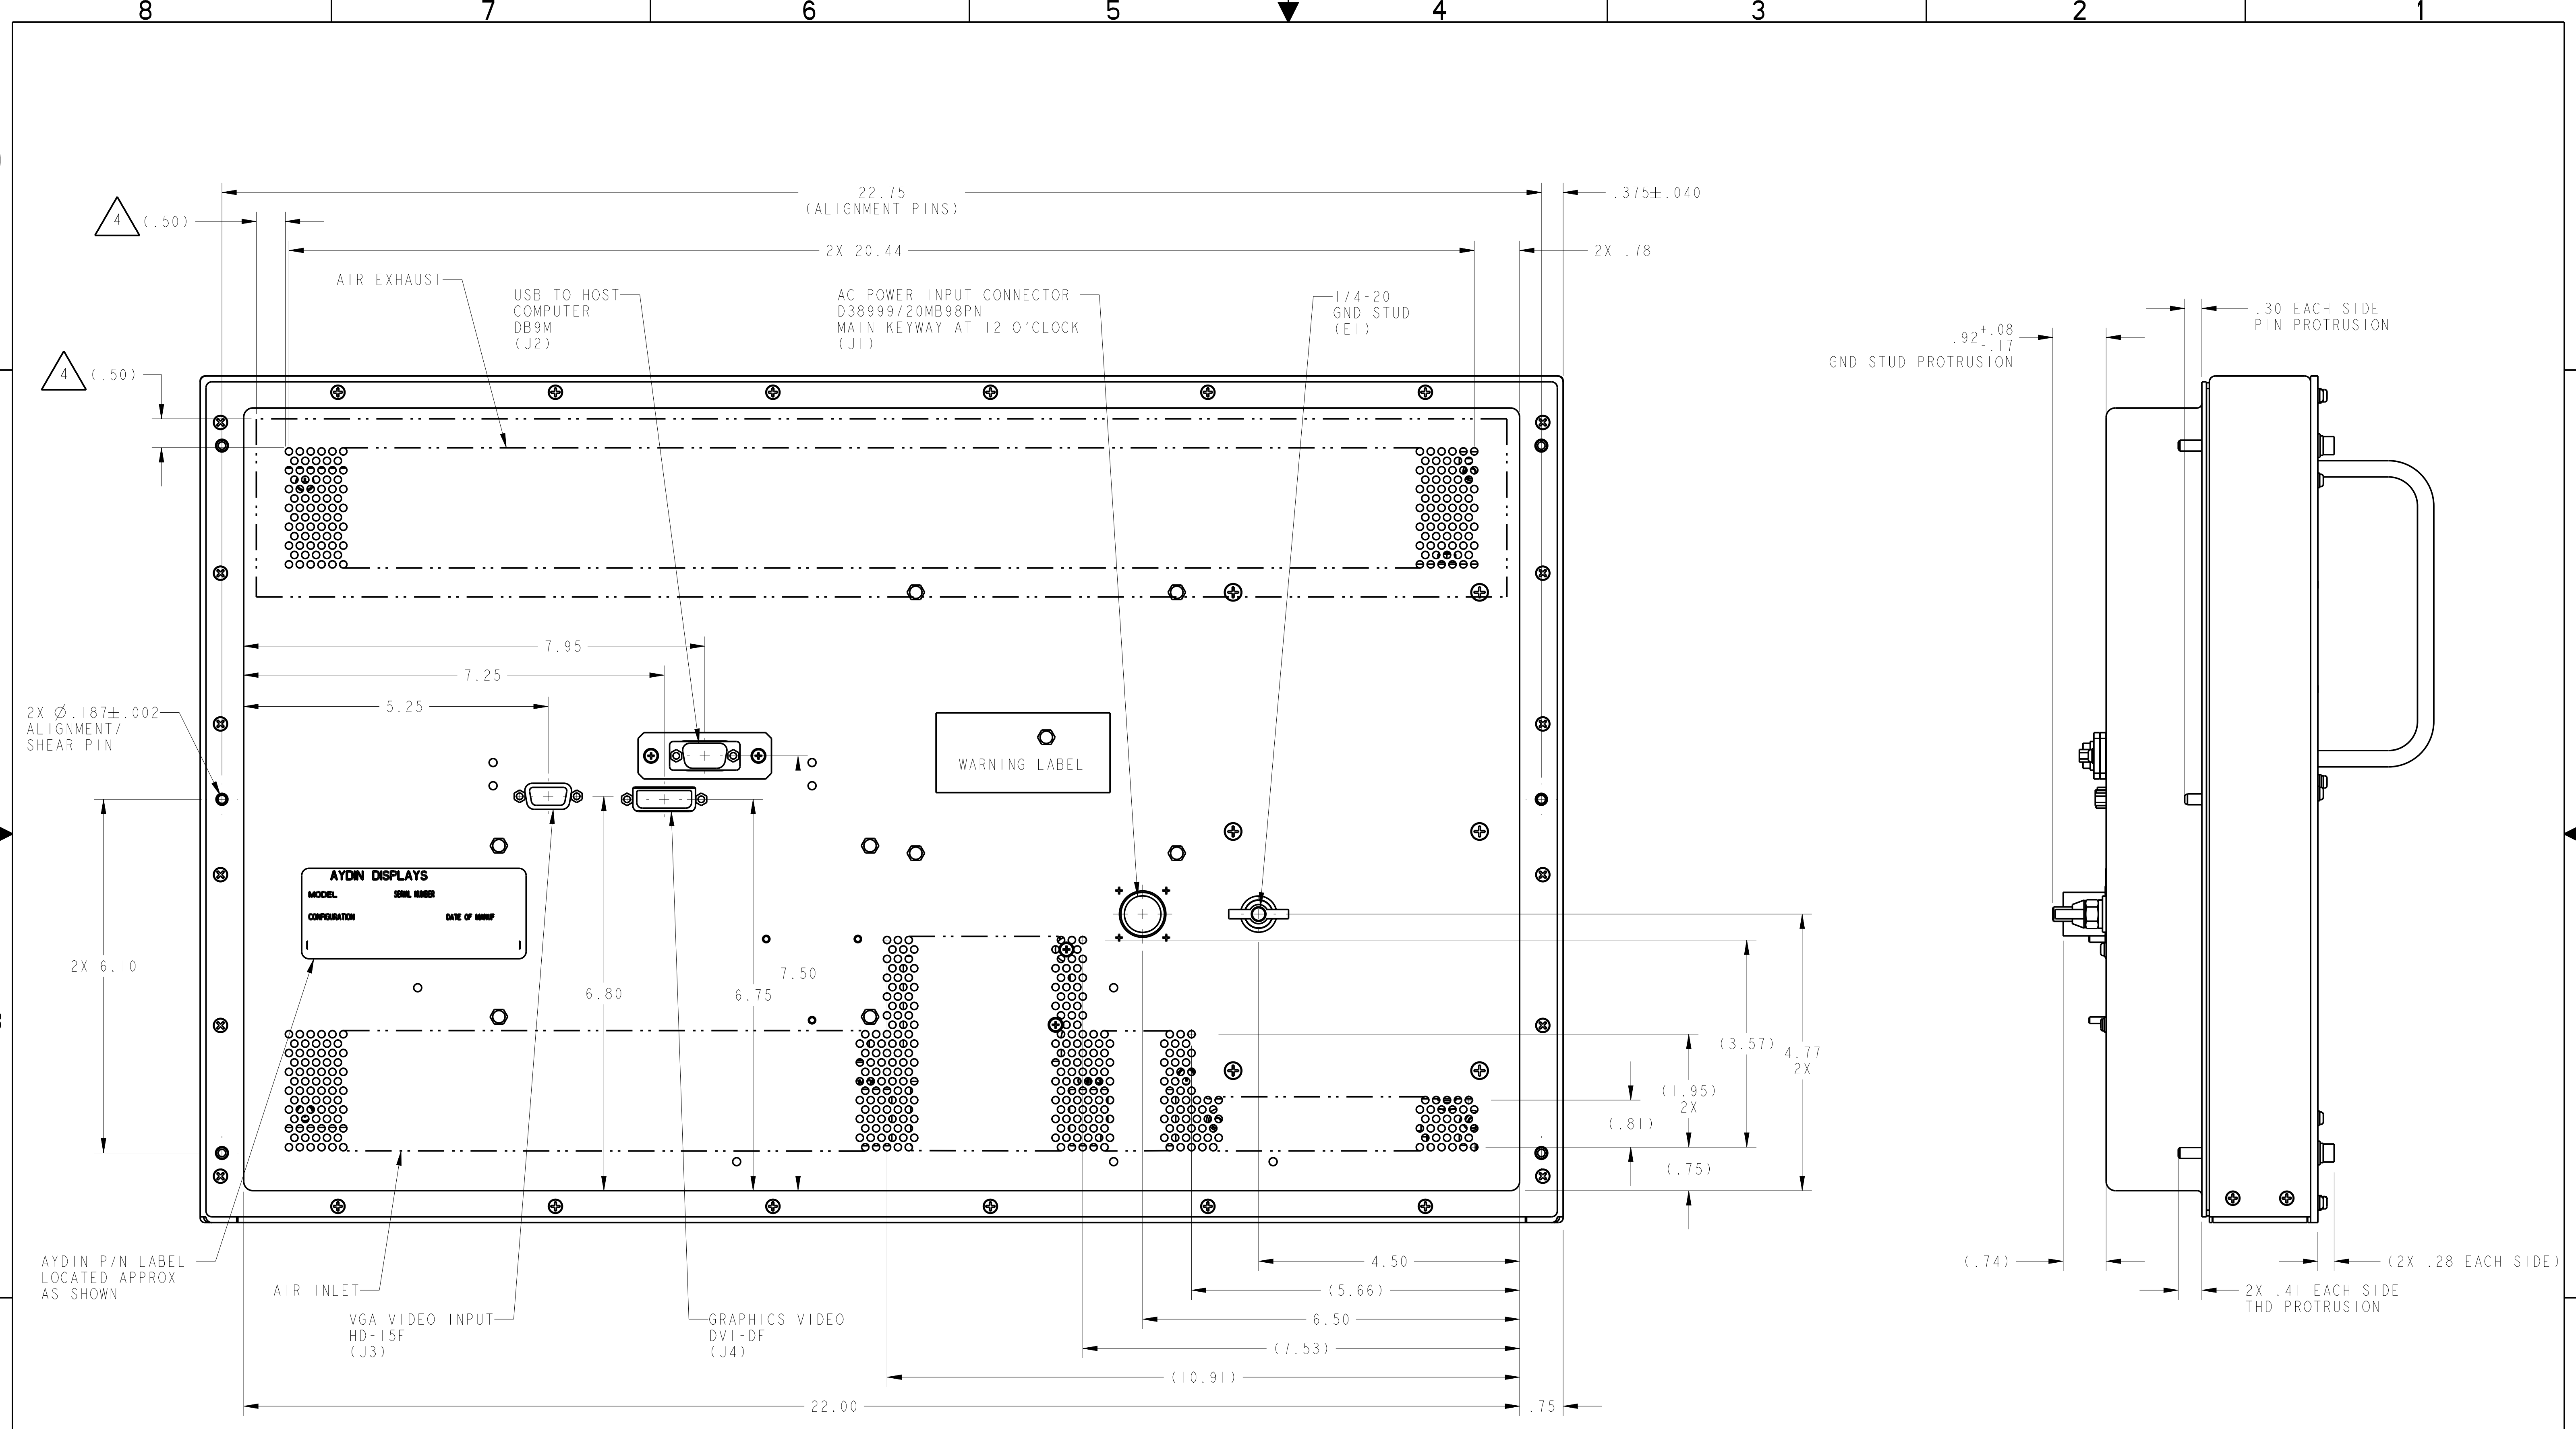 8 7 6 5 4 3 2 1
22.75
(ALIGNMENT PINS)
.375±.040
4 (.50)
2X 20.44
2X .78
AIR EXHAUST
USB TO HOST
COMPUTER
DB9M
(J2)
AC POWER INPUT CONNECTOR
D38999/20MB98PN
MAIN KEYWAY AT 12 O'CLOCK
(J1)
1/4-20
GND STUD
(E1)
.30 EACH SIDE
PIN PROTRUSION
.92 +.08
-.17
GND STUD PROTRUSION
4 (.50)
7.95
7.25
5.25
2X Ø.187±.002
ALIGNMENT/
SHEAR PIN
WARNING LABEL
AYDIN DISPLAYS
MODEL SERIAL NUMBER
CONFIGURATION DATE OF MANUF
2X 6.10
6.80
6.75
7.50
(3.57)
4.77
2X
(1.95)
2X
(.81)
(.75)
AYDIN P/N LABEL
LOCATED APPROX
AS SHOWN
AIR INLET
VGA VIDEO INPUT
HD-15F
(J3)
GRAPHICS VIDEO
DVI-DF
(J4)
4.50
(5.66)
6.50
(7.53)
(10.91)
22.00
.75
(.74)
(2X .28 EACH SIDE)
2X .41 EACH SIDE
THD PROTRUSION